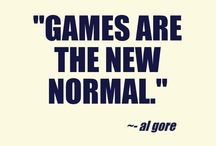 "GAMES ARE
THE NEW
NORMAL."
~- al gore